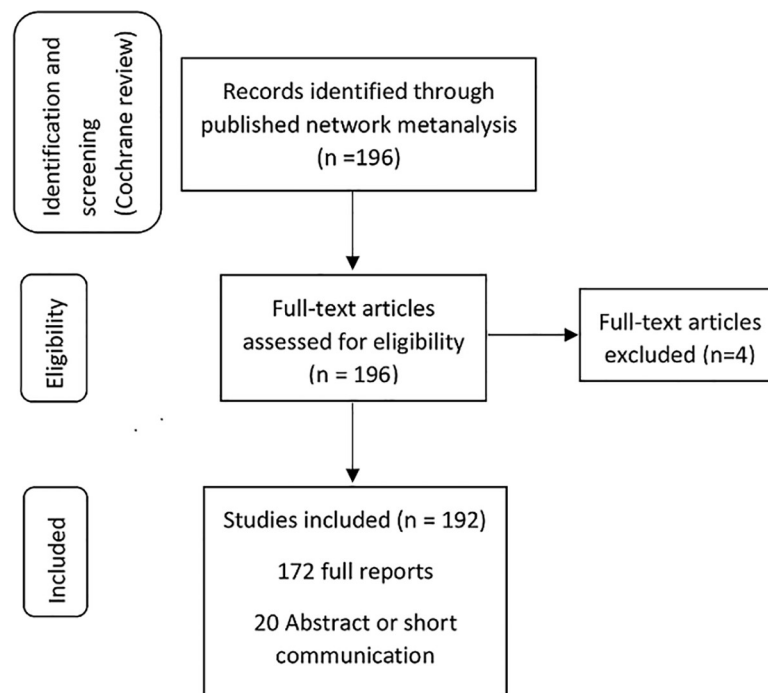 Identification and
screening
(Cochrane review)
Records identified through
published network metanalysis
(n =196)
Eligibility
Full-text articles
assessed for eligibility
(n = 196)
Full-text articles
excluded (n=4)
Included
Studies included (n = 192)
172 full reports
20 Abstract or short
communication